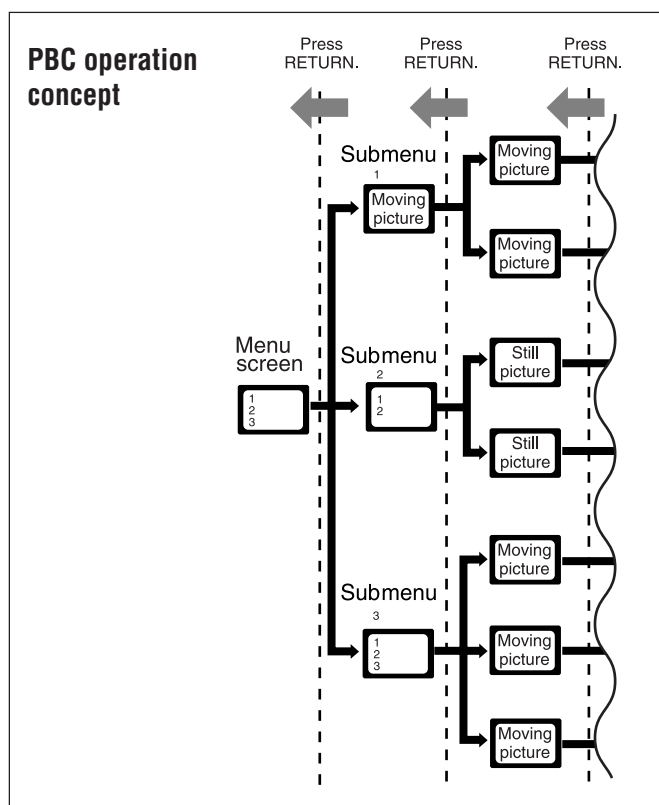 PBC operation
concept
Press
RETURN.
Press
RETURN.
Press
RETURN.
Submenu
1
Moving
picture
Moving
picture
Moving
picture
Menu
screen
1
2
3
Submenu
2
1
2
Still
picture
Still
picture
Submenu
3
1
2
3
Moving
picture
Moving
picture
Moving
picture